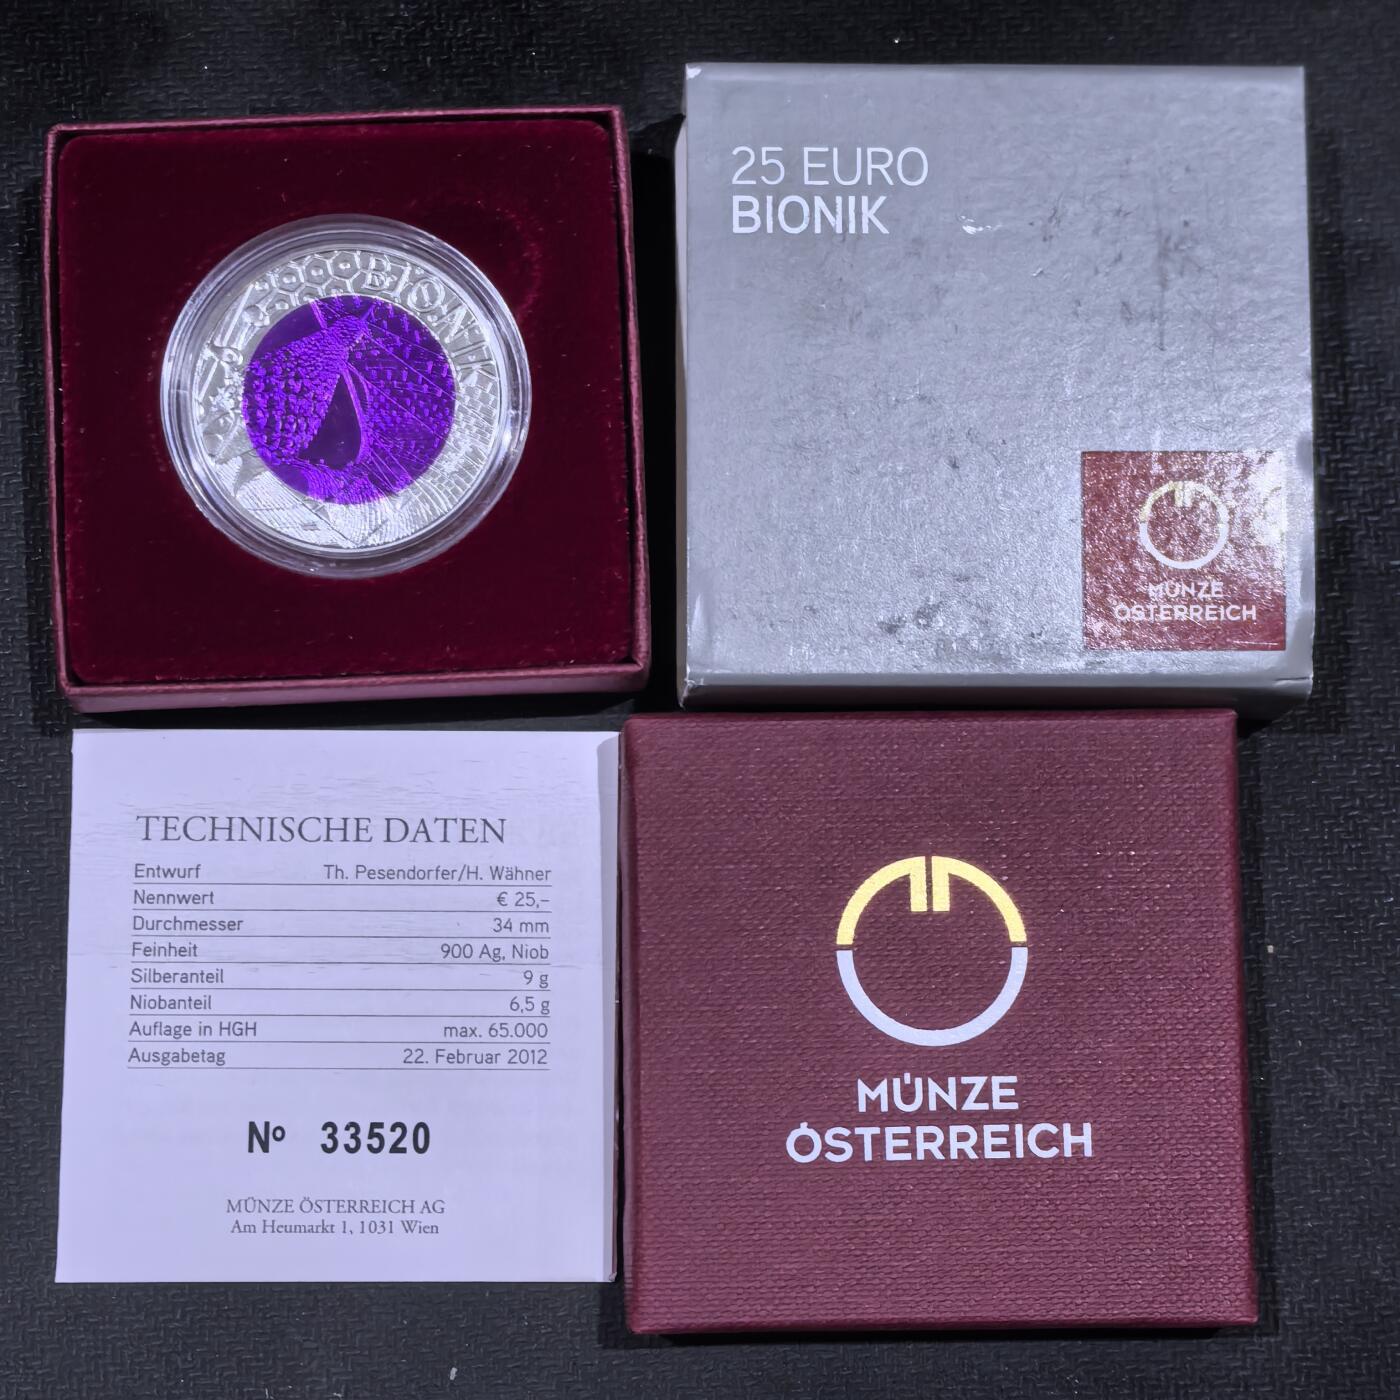 BIONIK
25 EURO
BIONIK
MÜNZE
ÖSTERREICH
TECHNISCHE DATEN
Entwurf Th. Pesendorfer/H. Wähner
Nennwert € 25,–
Durchmesser 34 mm
Feinheit 900 Ag, Niob
Silberanteil 9 g
Niobanteil 6,5 g
Auflage in HGH max. 65.000
Ausgabetag 22. Februar 2012
Nº 33520
MÜNZE ÖSTERREICH AG
Am Heumarkt 1, 1031 Wien
MÜNZE
ÖSTERREICH